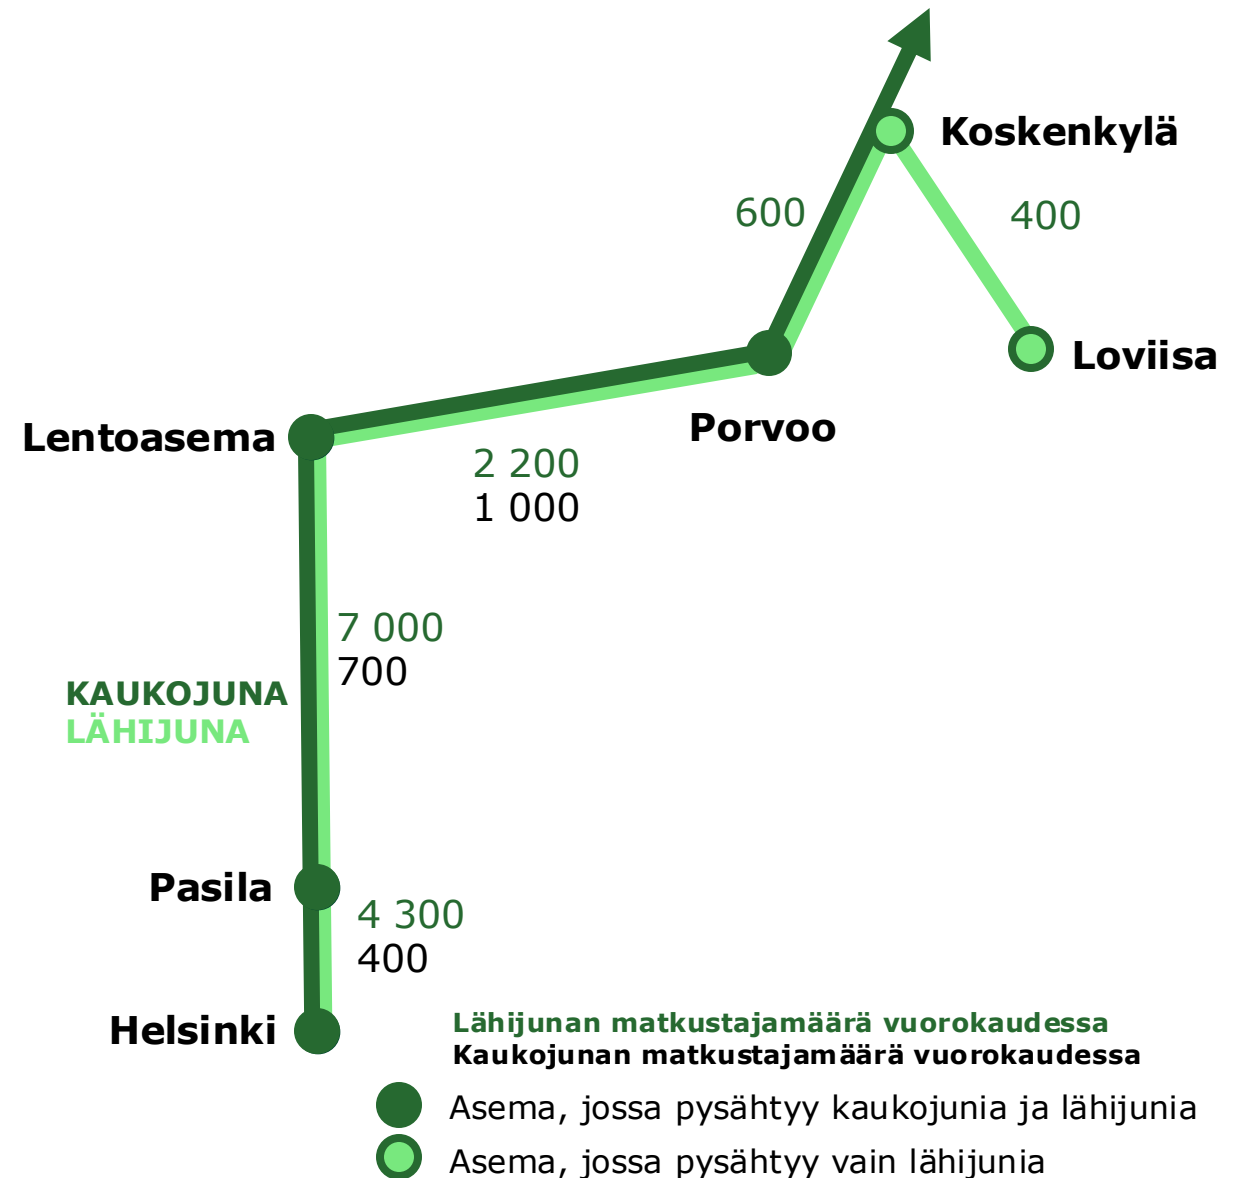 Koskenkylä
600
400
Loviisa
Porvoo
Lentoasema
2 200
1 000
7 000
700
KAUKOJUNA
LÄHIJUNA
Pasila
4 300
400
Helsinki
Lähijunan matkustajamäärä vuorokaudessa
Kaukojunan matkustajamäärä vuorokaudessa
Asema, jossa pysähtyy kaukojunia ja lähijunia
Asema, jossa pysähtyy vain lähijunia